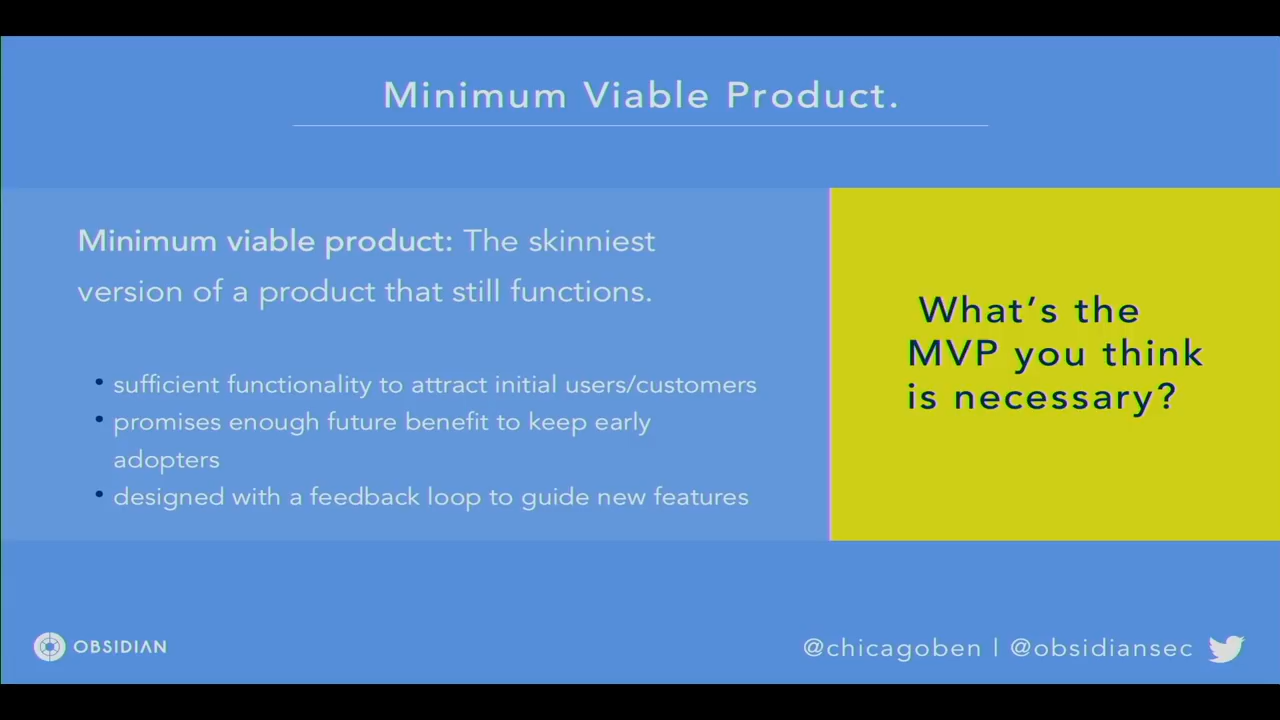 Minimum Viable Product.
Minimum viable product: The skinniest
version of a product that still functions.
• sufficient functionality to attract initial users/customers
• promises enough future benefit to keep early
adopters
• designed with a feedback loop to guide new features
What's the
MVP you think
is necessary?
OBSIDIAN
@chicagoben | @obsidiansec